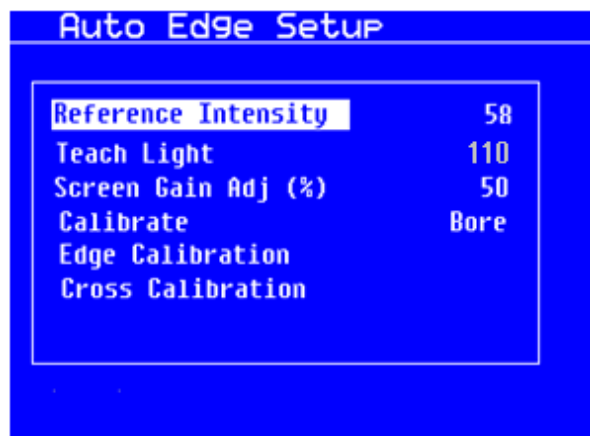 Auto Edge Setup
Reference Intensity 58
Teach Light 110
Screen Gain Adj (%) 50
Calibrate Bore
Edge Calibration
Cross Calibration